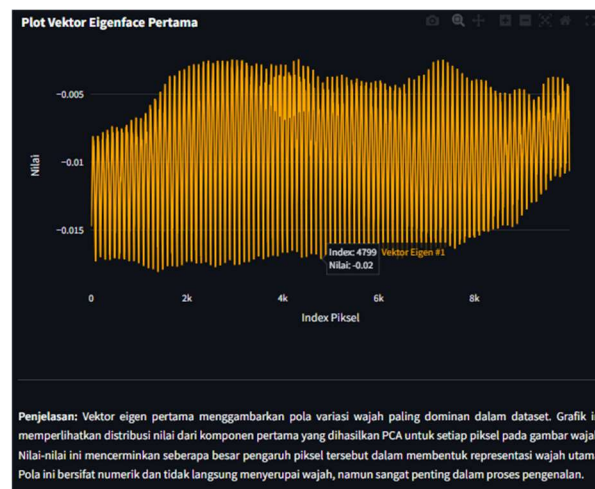 Plot Vektor Eigenface Pertama
−0.005
−0.01
−0.015
Nilai
Index: 4799 Vektor Eigen #1
Nilai: -0.02
0 2k 4k 6k 8k
Index Piksel
Penjelasan: Vektor eigen pertama menggambarkan pola variasi wajah paling dominan dalam dataset. Grafik
memperlihatkan distribusi nilai dari komponen pertama yang dihasilkan PCA untuk setiap piksel pada gambar
Nilai-nilai ini mencerminkan seberapa besar pengaruh piksel tersebut dalam membentuk representasi wajah
Pola ini bersifat numerik dan tidak langsung menyerupai wajah, namun sangat penting dalam proses pengenalan.